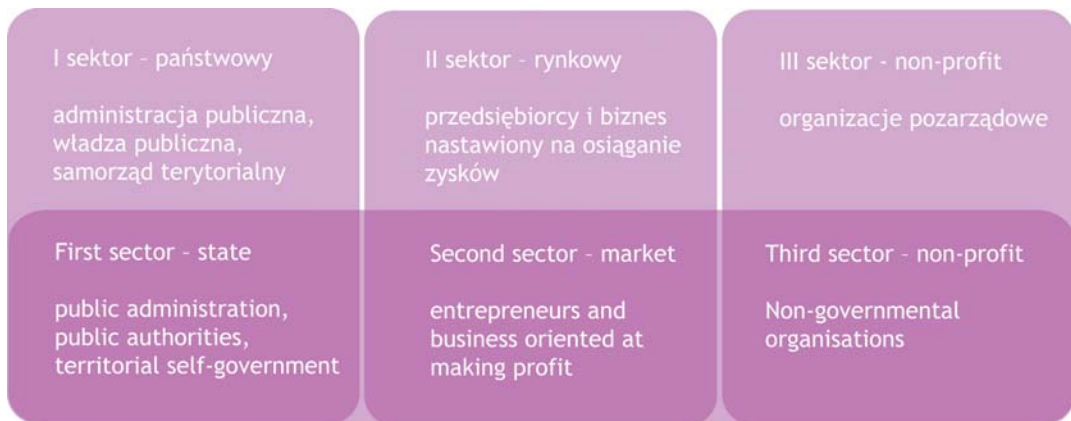 I sektor – państwowy
administracja publiczna,
władza publiczna,
samorząd terytorialny
II sektor – rynkowy
przedsiębiorcy i biznes
nastawiony na osiąganie
zysków
III sektor - non-profit
organizacje pozarządowe
First sector – state
public administration,
public authorities,
territorial self-government
Second sector – market
entrepreneurs and
business oriented at
making profit
Third sector – non-profit
Non-governmental
organisations